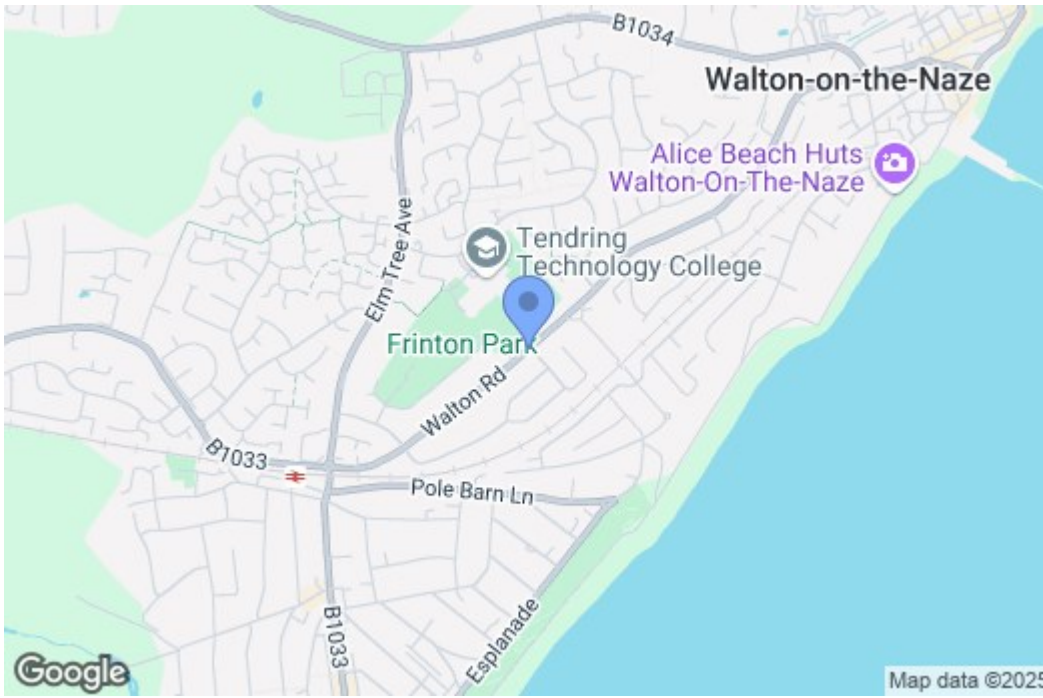 B1034
Walton-on-the-Naze
Alice Beach Huts
Walton-On-The-Naze
Elm Tree Ave
Tendring
Technology College
Frinton Park
Walton Rd
B1033
Pole Barn Ln
B1033
Esplanade
Google
Map data ©2025